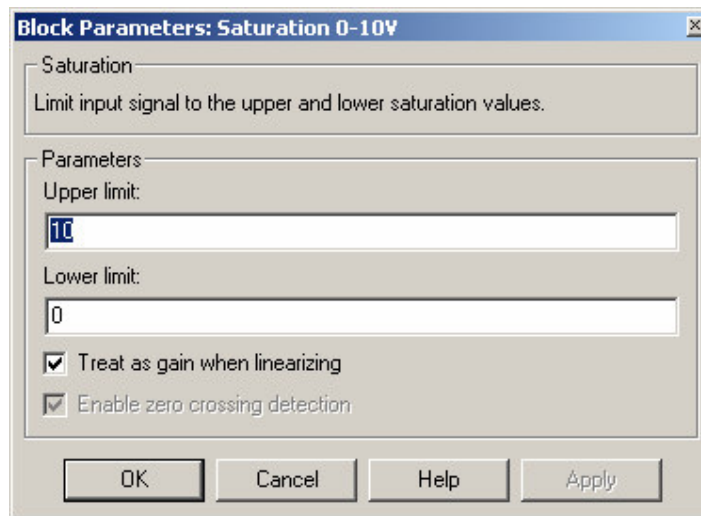 Block Parameters: Saturation 0-10V
Saturation
Limit input signal to the upper and lower saturation values.
Parameters
Upper limit:
10
Lower limit:
0
Treat as gain when linearizing
Enable zero crossing detection
OK Cancel Help Apply